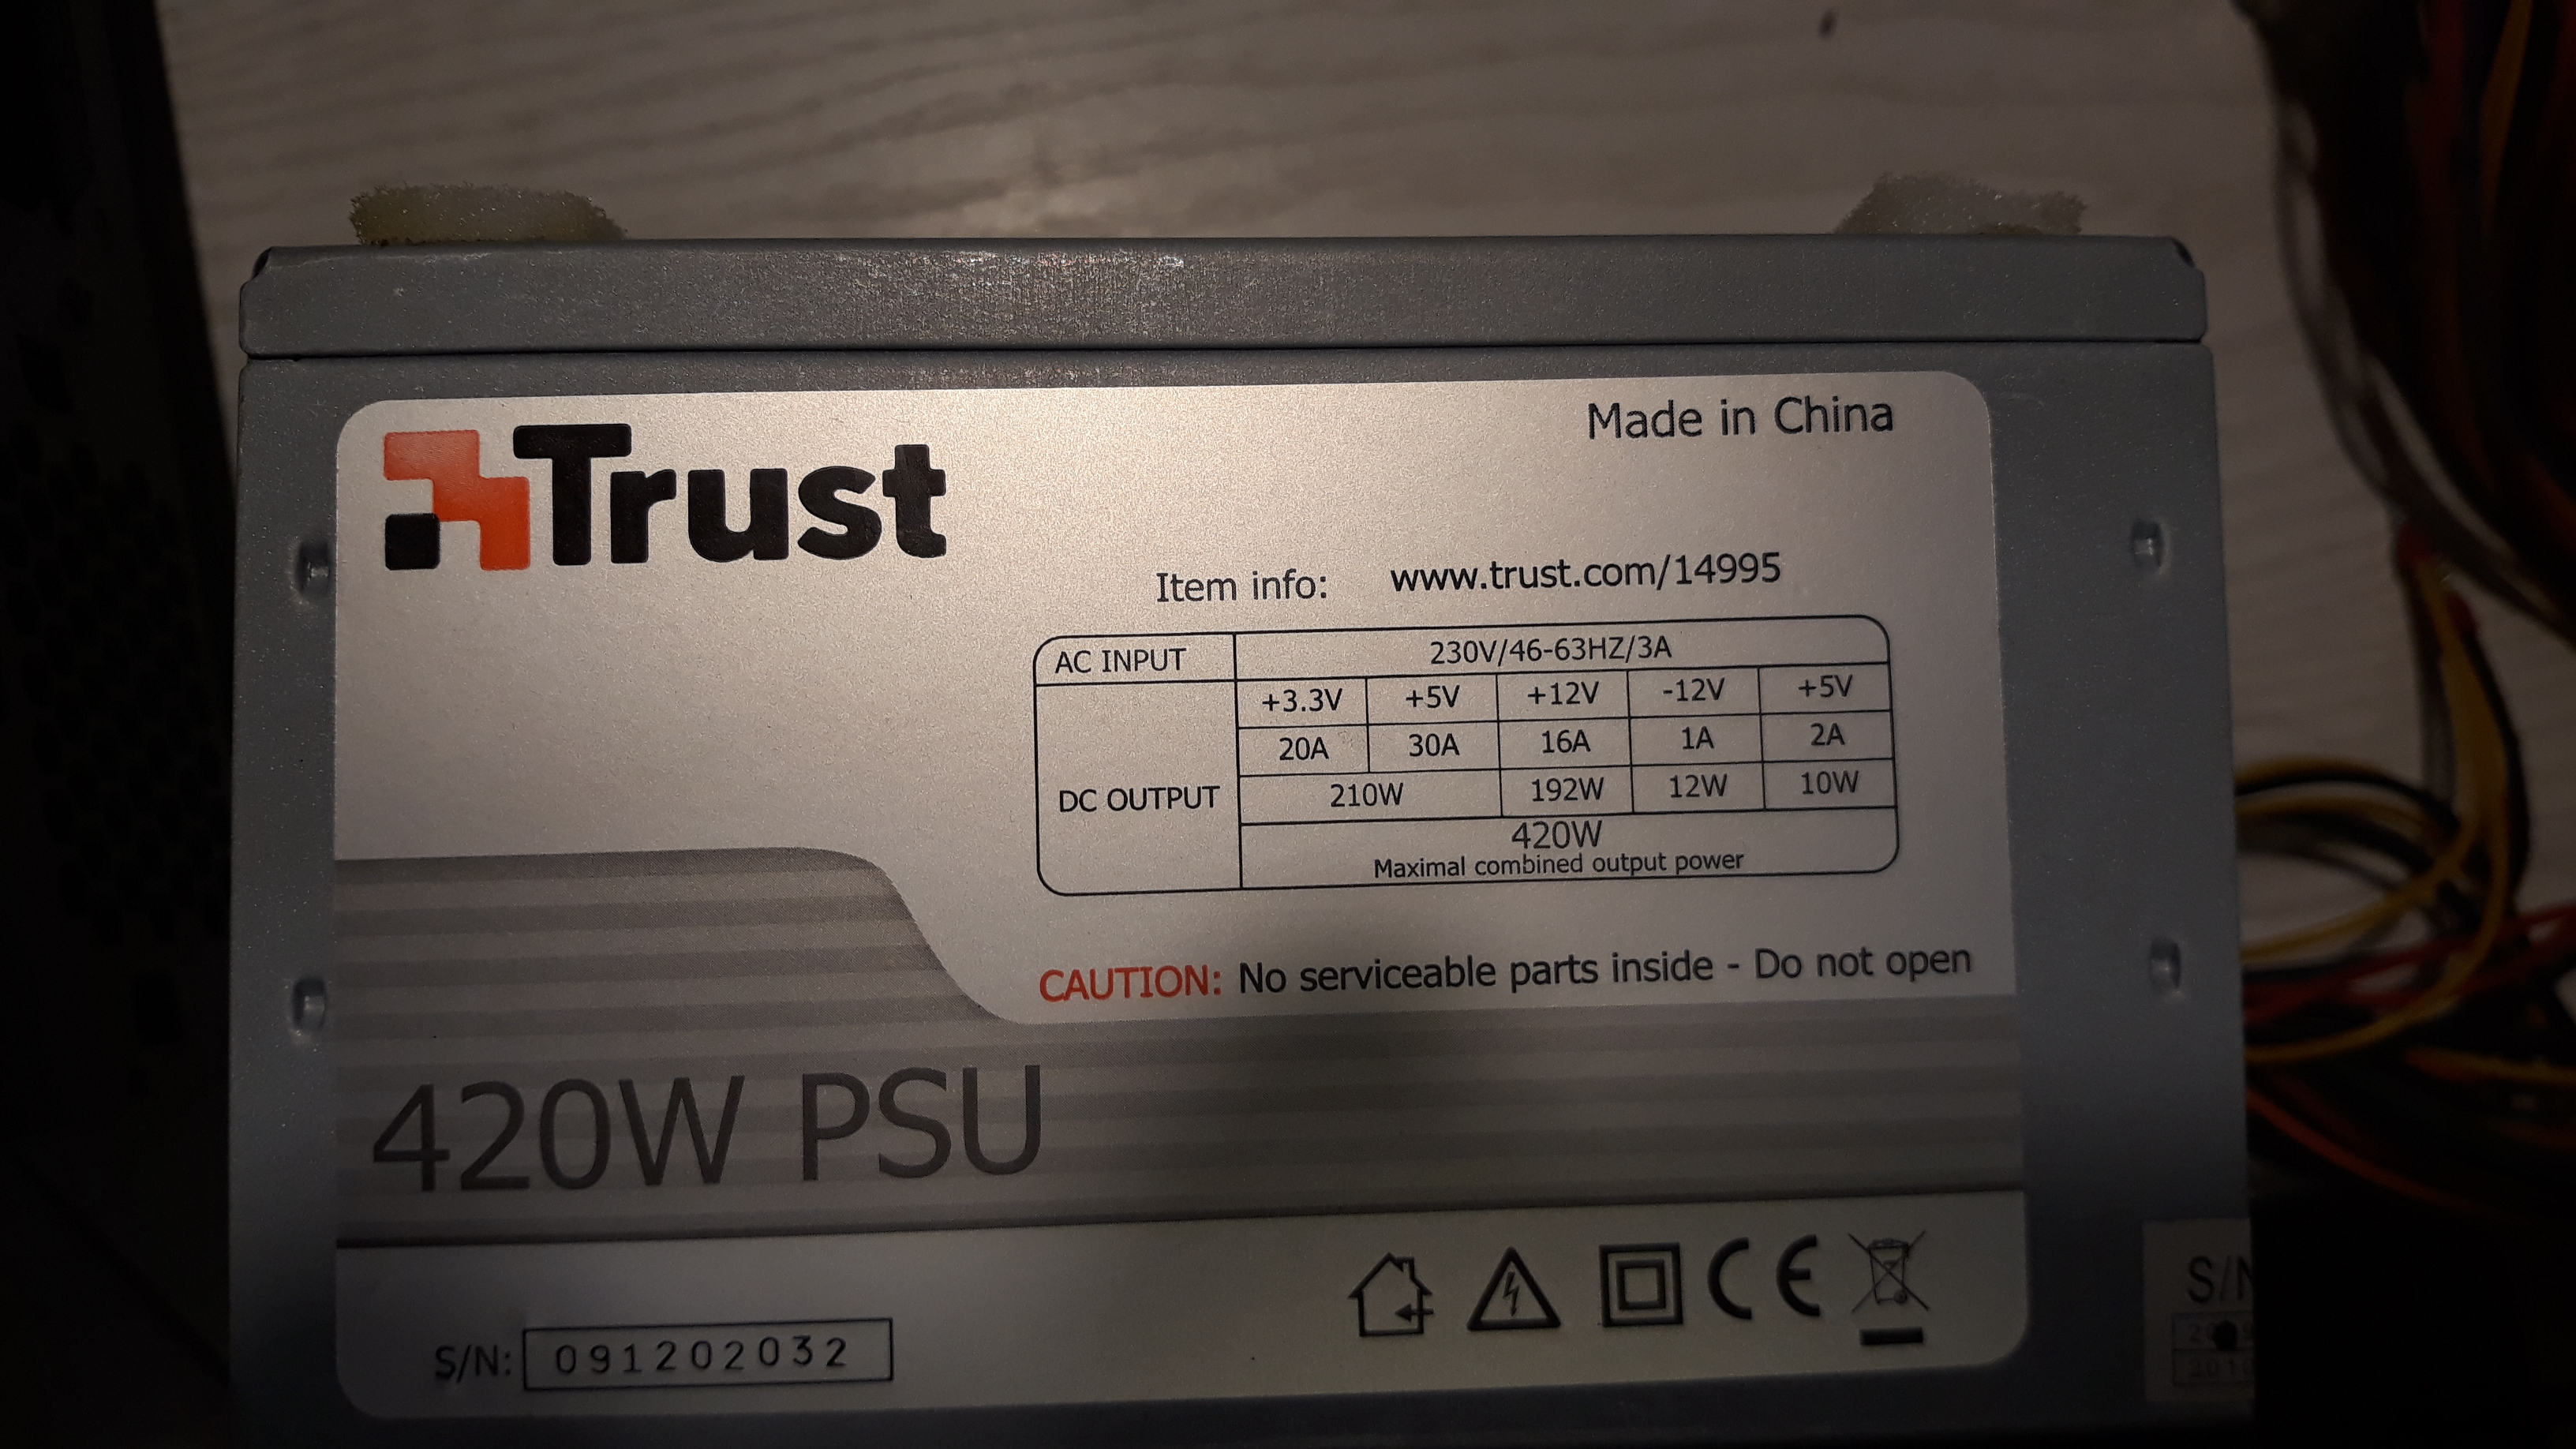 Made in China
Trust
Item info: www.trust.com/14995
AC INPUT 230V/46-63HZ/3A
+3.3V +5V +12V -12V +5V
20A 30A 16A 1A 2A
DC OUTPUT 210W 192W 12W 10W
420W
Maximal combined output power
CAUTION: No serviceable parts inside - Do not open
420W PSU
CE
S/N: 091202032
S/N